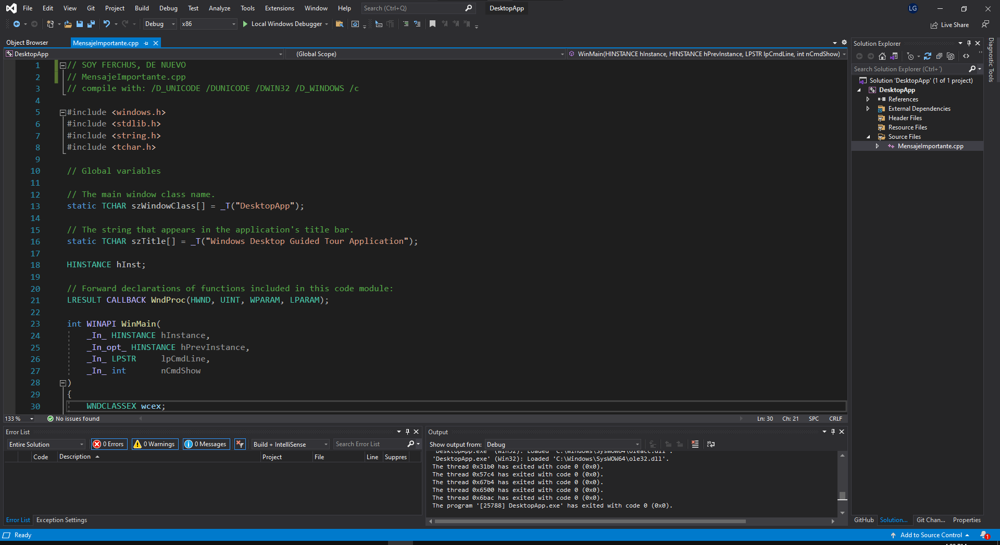 File Edit View Git Project Build Debug Test Analyze Tools Extensions Window Help Search (Ctrl+Q) DesktopApp LG
Debug x86 Local Windows Debugger Live Share
Object Browser MensajeImportante.cpp
DesktopApp (Global Scope) WinMain(HINSTANCE hInstance, HINSTANCE hPrevInstance, LPSTR lpCmdLine, int nCmdShow)
1 // SOY FERCHUS, DE NUEVO
2 // MensajeImportante.cpp
3 // compile with: /D_UNICODE /DUNICODE /DWIN32 /D_WINDOWS /c
4
5 #include <windows.h>
6 #include <stdlib.h>
7 #include <string.h>
8 #include <tchar.h>
9
10 // Global variables
11
12 // The main window class name.
13 static TCHAR szWindowClass[] = _T("DesktopApp");
14
15 // The string that appears in the application's title bar.
16 static TCHAR szTitle[] = _T("Windows Desktop Guided Tour Application");
17
18 HINSTANCE hInst;
19
20 // Forward declarations of functions included in this code module:
21 LRESULT CALLBACK WndProc(HWND, UINT, WPARAM, LPARAM);
22
23 int WINAPI WinMain(
24 _In_ HINSTANCE hInstance,
25 _In_opt_ HINSTANCE hPrevInstance,
26 _In_ LPSTR lpCmdLine,
27 _In_ int nCmdShow
28 )
29 {
30 WNDCLASSEX wcex;
133 % No issues found Ln: 30 Ch: 21 SPC CRLF
Solution Explorer
Search Solution Explorer (Ctrl+´)
Solution 'DesktopApp' (1 of 1 project)
DesktopApp
References
External Dependencies
Header Files
Resource Files
Source Files
MensajeImportante.cpp
Diagnostic Tools
Error List
Entire Solution 0 Errors 0 Warnings 0 Messages Build + IntelliSense Search Error List
Code Description Project File Line Suppres
Error List Exception Settings
Output
Show output from: Debug
'DesktopApp.exe' (Win32): Loaded 'C:\Windows\SysWOW64\oleacc.dll'.
'DesktopApp.exe' (Win32): Loaded 'C:\Windows\SysWOW64\ole32.dll'.
The thread 0x31b0 has exited with code 0 (0x0).
The thread 0x57c4 has exited with code 0 (0x0).
The thread 0x67b4 has exited with code 0 (0x0).
The thread 0x6500 has exited with code 0 (0x0).
The thread 0x6bac has exited with code 0 (0x0).
The program '[25788] DesktopApp.exe' has exited with code 0 (0x0).
GitHub Solution... Git Chan... Properties
Ready Add to Source Control 1